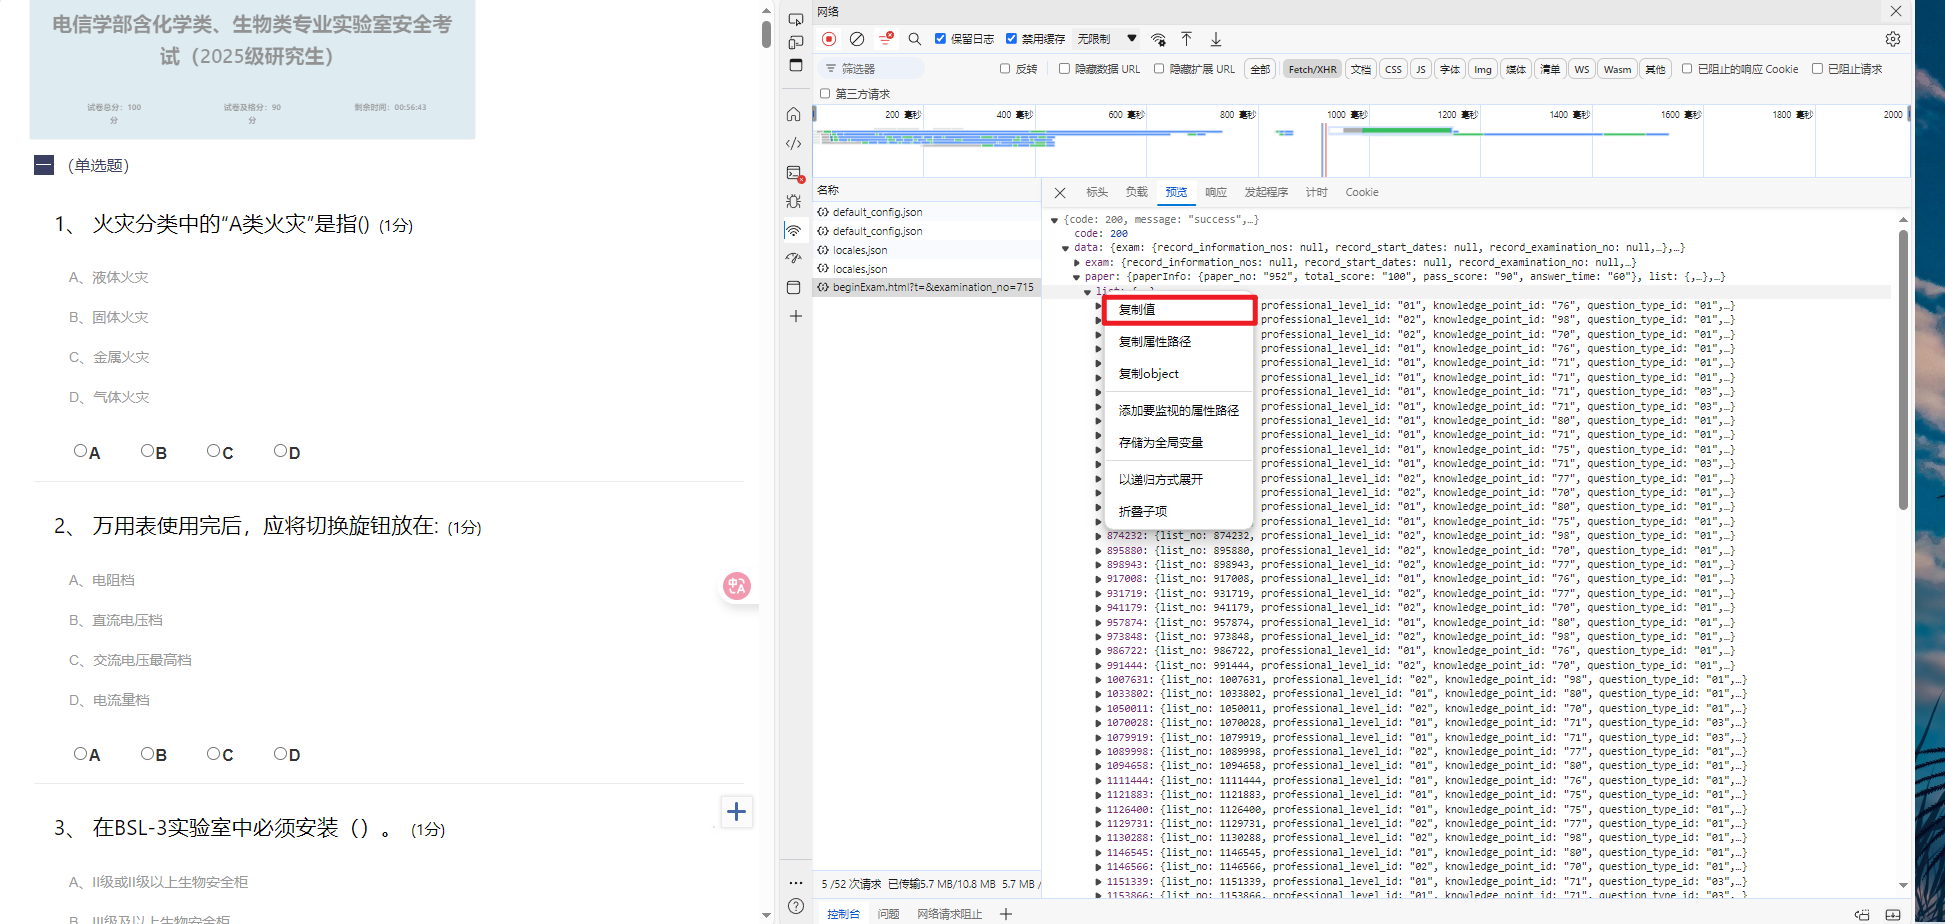 电信学部含化学类、生物类专业实验室安全考
试（2025级研究生）
试卷总分：100
分
试卷及格分：90
分
剩余时间：00:56:43
（单选题）
1、 火灾分类中的“A类火灾”是指() (1分)
A、液体火灾
B、固体火灾
C、金属火灾
D、气体火灾
A B C D
2、 万用表使用完后，应将切换旋钮放在: (1分)
A、电阻档
B、直流电压档
C、交流电压最高档
D、电流量档
A B C D
3、 在BSL-3实验室中必须安装（）。 (1分)
A、II级或II级以上生物安全柜
B、III级及以上生物安全柜
网络
保留日志 禁用缓存 无限制
筛选器 反转 隐藏数据 URL 隐藏扩展 URL 全部 Fetch/XHR 文档 CSS JS 字体 Img 媒体 清单 WS Wasm 其他 已阻止的响应 Cookie 已阻止请求
第三方请求
200 毫秒 400 毫秒 600 毫秒 800 毫秒 1000 毫秒 1200 毫秒 1400 毫秒 1600 毫秒 1800 毫秒 2000
名称
default_config.json
default_config.json
locales.json
locales.json
beginExam.html?t=&examination_no=715
标头 负载 预览 响应 发起程序 计时 Cookie
{code: 200, message: "success",…}
code: 200
data: {exam: {record_information_nos: null, record_start_dates: null, record_examination_no: null,…},…}
exam: {record_information_nos: null, record_start_dates: null, record_examination_no: null,…}
paper: {paperInfo: {paper_no: "952", total_score: "100", pass_score: "90", answer_time: "60"}, list: {,…},…}
list: {,…}
professional_level_id: "01", knowledge_point_id: "76", question_type_id: "01",…}
professional_level_id: "02", knowledge_point_id: "98", question_type_id: "01",…}
professional_level_id: "02", knowledge_point_id: "70", question_type_id: "01",…}
professional_level_id: "01", knowledge_point_id: "76", question_type_id: "01",…}
professional_level_id: "01", knowledge_point_id: "71", question_type_id: "01",…}
professional_level_id: "01", knowledge_point_id: "71", question_type_id: "01",…}
professional_level_id: "01", knowledge_point_id: "71", question_type_id: "03",…}
professional_level_id: "01", knowledge_point_id: "71", question_type_id: "03",…}
professional_level_id: "01", knowledge_point_id: "80", question_type_id: "01",…}
professional_level_id: "01", knowledge_point_id: "71", question_type_id: "01",…}
professional_level_id: "01", knowledge_point_id: "75", question_type_id: "01",…}
professional_level_id: "01", knowledge_point_id: "71", question_type_id: "03",…}
professional_level_id: "02", knowledge_point_id: "77", question_type_id: "01",…}
professional_level_id: "02", knowledge_point_id: "70", question_type_id: "01",…}
professional_level_id: "01", knowledge_point_id: "80", question_type_id: "01",…}
professional_level_id: "01", knowledge_point_id: "75", question_type_id: "01",…}
复制值
复制属性路径
复制object
添加要监视的属性路径
存储为全局变量
以递归方式展开
折叠子项
874232: {list_no: 874232, professional_level_id: "02", knowledge_point_id: "98", question_type_id: "01",…}
895880: {list_no: 895880, professional_level_id: "02", knowledge_point_id: "70", question_type_id: "01",…}
898943: {list_no: 898943, professional_level_id: "02", knowledge_point_id: "77", question_type_id: "01",…}
917008: {list_no: 917008, professional_level_id: "01", knowledge_point_id: "76", question_type_id: "01",…}
931719: {list_no: 931719, professional_level_id: "02", knowledge_point_id: "77", question_type_id: "01",…}
941179: {list_no: 941179, professional_level_id: "02", knowledge_point_id: "70", question_type_id: "01",…}
957874: {list_no: 957874, professional_level_id: "01", knowledge_point_id: "80", question_type_id: "01",…}
973848: {list_no: 973848, professional_level_id: "02", knowledge_point_id: "98", question_type_id: "01",…}
986722: {list_no: 986722, professional_level_id: "01", knowledge_point_id: "76", question_type_id: "01",…}
991444: {list_no: 991444, professional_level_id: "02", knowledge_point_id: "70", question_type_id: "01",…}
1007631: {list_no: 1007631, professional_level_id: "02", knowledge_point_id: "98", question_type_id: "01",…}
1033802: {list_no: 1033802, professional_level_id: "01", knowledge_point_id: "80", question_type_id: "01",…}
1050011: {list_no: 1050011, professional_level_id: "02", knowledge_point_id: "70", question_type_id: "01",…}
1070028: {list_no: 1070028, professional_level_id: "01", knowledge_point_id: "71", question_type_id: "03",…}
1079919: {list_no: 1079919, professional_level_id: "01", knowledge_point_id: "71", question_type_id: "03",…}
1089998: {list_no: 1089998, professional_level_id: "02", knowledge_point_id: "77", question_type_id: "01",…}
1094658: {list_no: 1094658, professional_level_id: "01", knowledge_point_id: "80", question_type_id: "01",…}
1111444: {list_no: 1111444, professional_level_id: "01", knowledge_point_id: "76", question_type_id: "01",…}
1121883: {list_no: 1121883, professional_level_id: "01", knowledge_point_id: "75", question_type_id: "01",…}
1126400: {list_no: 1126400, professional_level_id: "01", knowledge_point_id: "75", question_type_id: "01",…}
1129731: {list_no: 1129731, professional_level_id: "02", knowledge_point_id: "77", question_type_id: "01",…}
1130288: {list_no: 1130288, professional_level_id: "02", knowledge_point_id: "98", question_type_id: "01",…}
1146545: {list_no: 1146545, professional_level_id: "01", knowledge_point_id: "80", question_type_id: "01",…}
1146566: {list_no: 1146566, professional_level_id: "02", knowledge_point_id: "70", question_type_id: "01",…}
1151339: {list_no: 1151339, professional_level_id: "01", knowledge_point_id: "71", question_type_id: "03",…}
1153866: {list_no: 1153866, professional_level_id: "01", knowledge_point_id: "71", question_type_id: "03",…}
5 /52 次请求 已传输5.7 MB/10.8 MB 5.7 MB /
控制台 问题 网络请求阻止